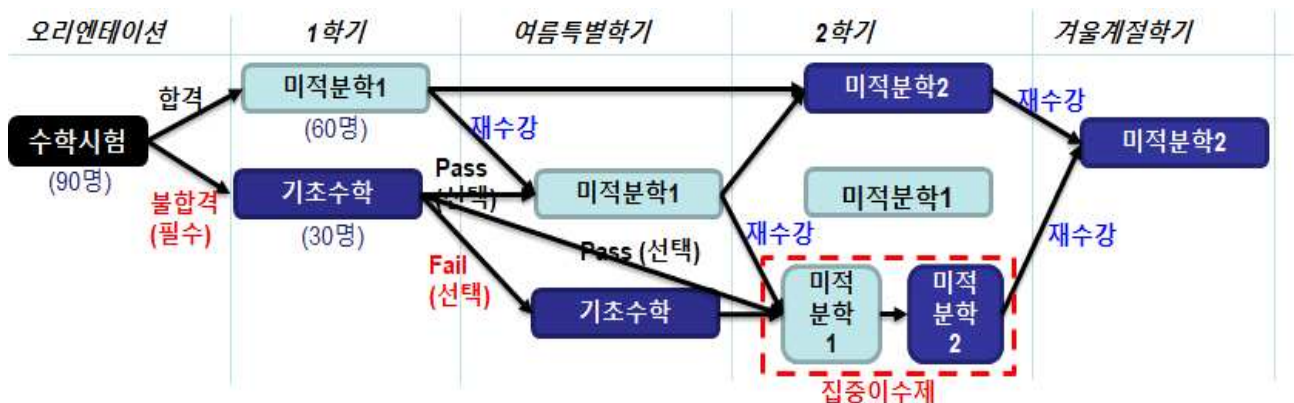 오리엔테이션 1학기 여름특별학기 2학기 겨울계절학기
합격
미적분학1
(60명)
재수강
미적분학2
재수강
수학시험
(90명)
미적분학2
불합격
(필수)
기초수학
(30명)
Pass
(선택)
미적분학1
미적분학1
재수강
재수강
Pass (선택)
Fail
(선택)
기초수학
미적
분학
1
미적
분학
2
집중이수제